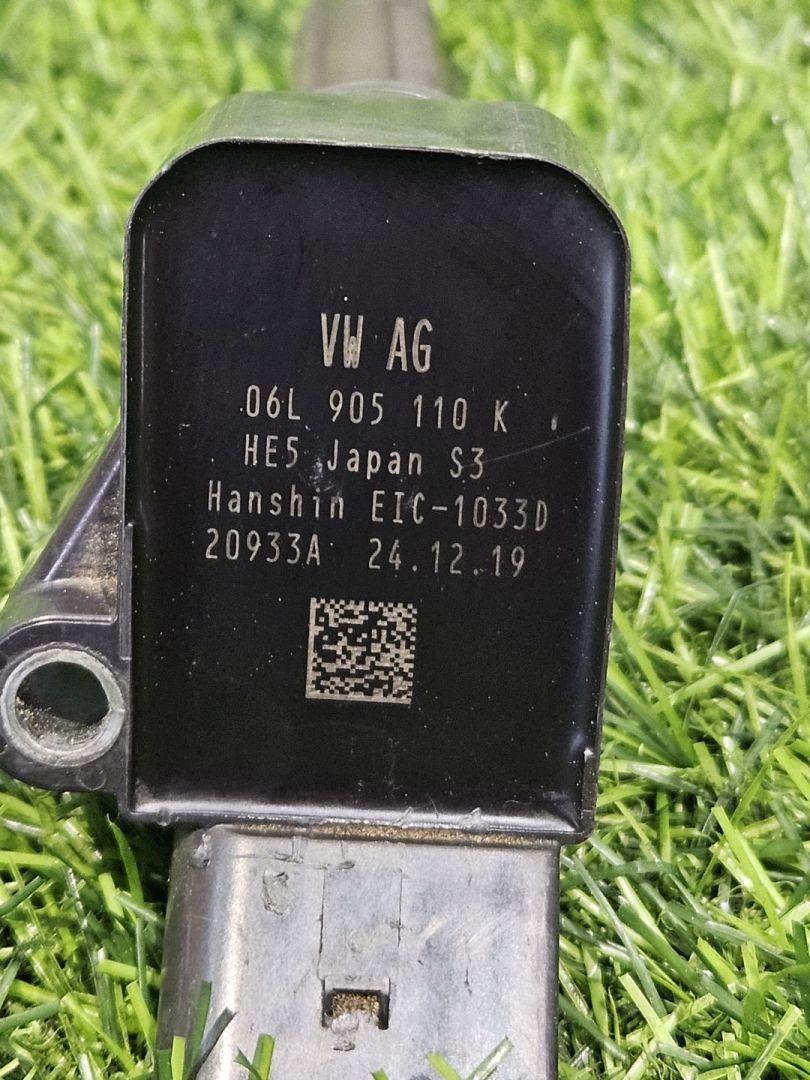 VW AG
06L 905 110 K
HE5 Japan S3
Hanshin EIC-1033D
20933A 24.12.19